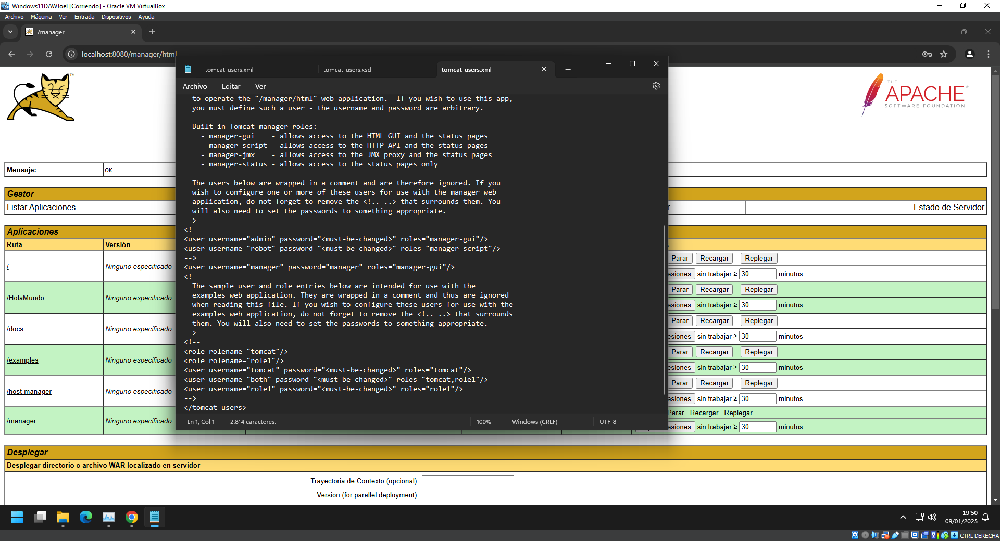 Windows11DAWJoel [Corriendo] - Oracle VM VirtualBox
Archivo Máquina Ver Entrada Dispositivos Ayuda
/manager
localhost:8080/manager/html
tomcat-users.xml tomcat-users.xsd tomcat-users.xml
Archivo Editar Ver
to operate the "/manager/html" web application. If you wish to use this app,
you must define such a user - the username and password are arbitrary.
Built-in Tomcat manager roles:
- manager-gui - allows access to the HTML GUI and the status pages
- manager-script - allows access to the HTTP API and the status pages
- manager-jmx - allows access to the JMX proxy and the status pages
- manager-status - allows access to the status pages only
The users below are wrapped in a comment and are therefore ignored. If you
wish to configure one or more of these users for use with the manager web
application, do not forget to remove the <!.. ..> that surrounds them. You
will also need to set the passwords to something appropriate.
-->
<!--
<user username="admin" password="<must-be-changed>" roles="manager-gui"/>
<user username="robot" password="<must-be-changed>" roles="manager-script"/>
-->
<user username="manager" password="manager" roles="manager-gui"/>
<!--
The sample user and role entries below are intended for use with the
examples web application. They are wrapped in a comment and thus are ignored
when reading this file. If you wish to configure these users for use with the
examples web application, do not forget to remove the <!.. ..> that surrounds
them. You will also need to set the passwords to something appropriate.
-->
<!--
<role rolename="tomcat"/>
<role rolename="role1"/>
<user username="tomcat" password="<must-be-changed>" roles="tomcat"/>
<user username="both" password="<must-be-changed>" roles="tomcat,role1"/>
<user username="role1" password="<must-be-changed>" roles="role1"/>
-->
</tomcat-users>
Ln 1, Col 1 2.814 caracteres. 100% Windows (CRLF) UTF-8
TM
THE
APACHE®
SOFTWARE FOUNDATION
Mensaje: OK
Gestor
Listar Aplicaciones Estado de Servidor
Aplicaciones
Ruta Versión
/ Ninguno especificado Parar Recargar Replegar
esiones sin trabajar ≥ 30 minutos
/HolaMundo Ninguno especificado Parar Recargar Replegar
esiones sin trabajar ≥ 30 minutos
/docs Ninguno especificado Parar Recargar Replegar
esiones sin trabajar ≥ 30 minutos
/examples Ninguno especificado Parar Recargar Replegar
esiones sin trabajar ≥ 30 minutos
/host-manager Ninguno especificado Parar Recargar Replegar
esiones sin trabajar ≥ 30 minutos
/manager Ninguno especificado Parar Recargar Replegar
esiones sin trabajar ≥ 30 minutos
Desplegar
Desplegar directorio o archivo WAR localizado en servidor
Trayectoria de Contexto (opcional):
Version (for parallel deployment):
19:50
09/01/2025
CTRL DERECHA